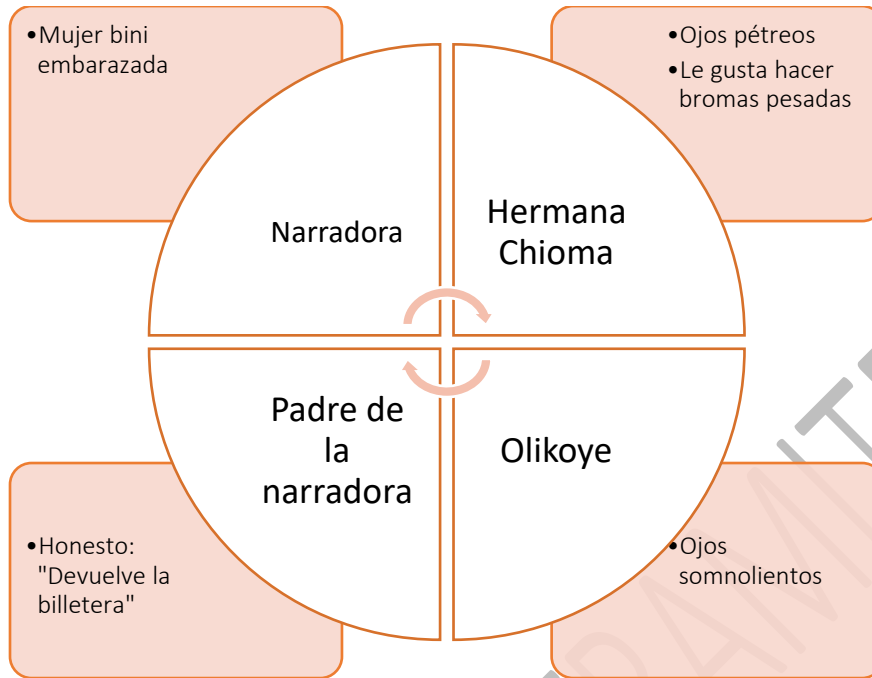 •Mujer bini
embarazada
•Ojos pétreos
•Le gusta hacer
bromas pesadas
Narradora
Hermana
Chioma
Padre de
la
narradora
Olikoye
•Honesto:
"Devuelve la
billetera"
•Ojos
somnolientos